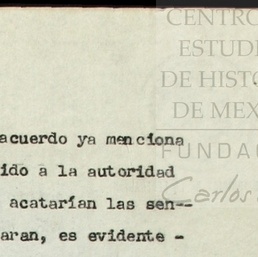 CENTRO
ESTUDI
DE HISTO
DE MEX
FUNDAC
Carlos
acuerdo ya menciona
ido a la autoridad
acatarían las sen--
aran, es evidente -